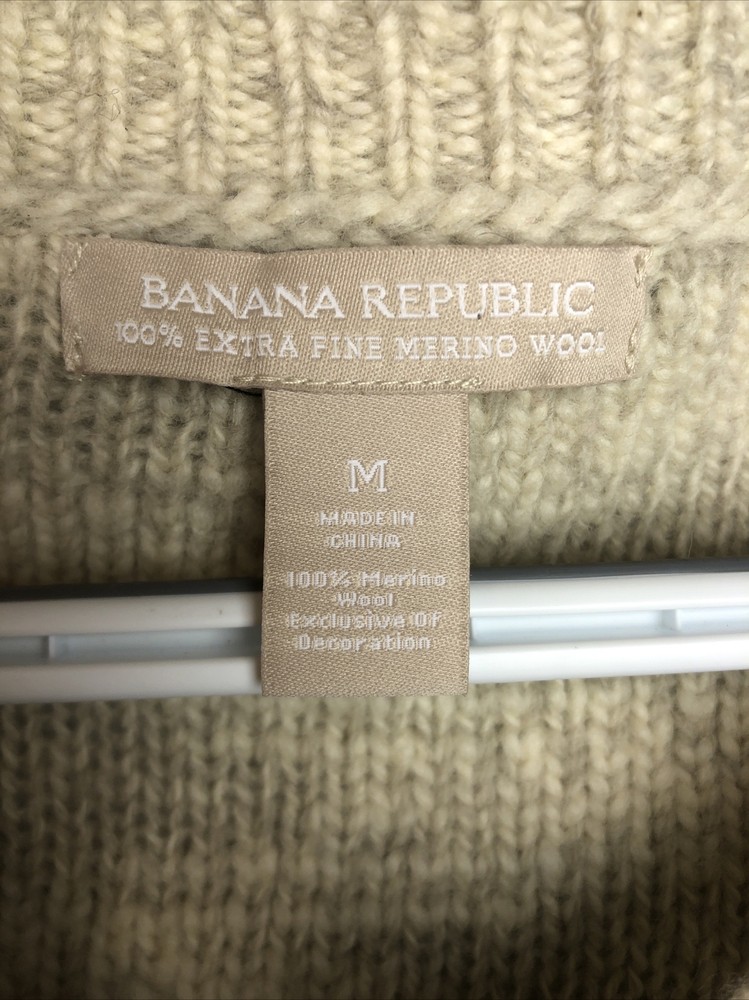 BANANA REPUBLIC
100% EXTRA FINE MERINO WOOL
M
MADE IN
CHINA
100% Merino
Wool
Exclusive Of
Decoration